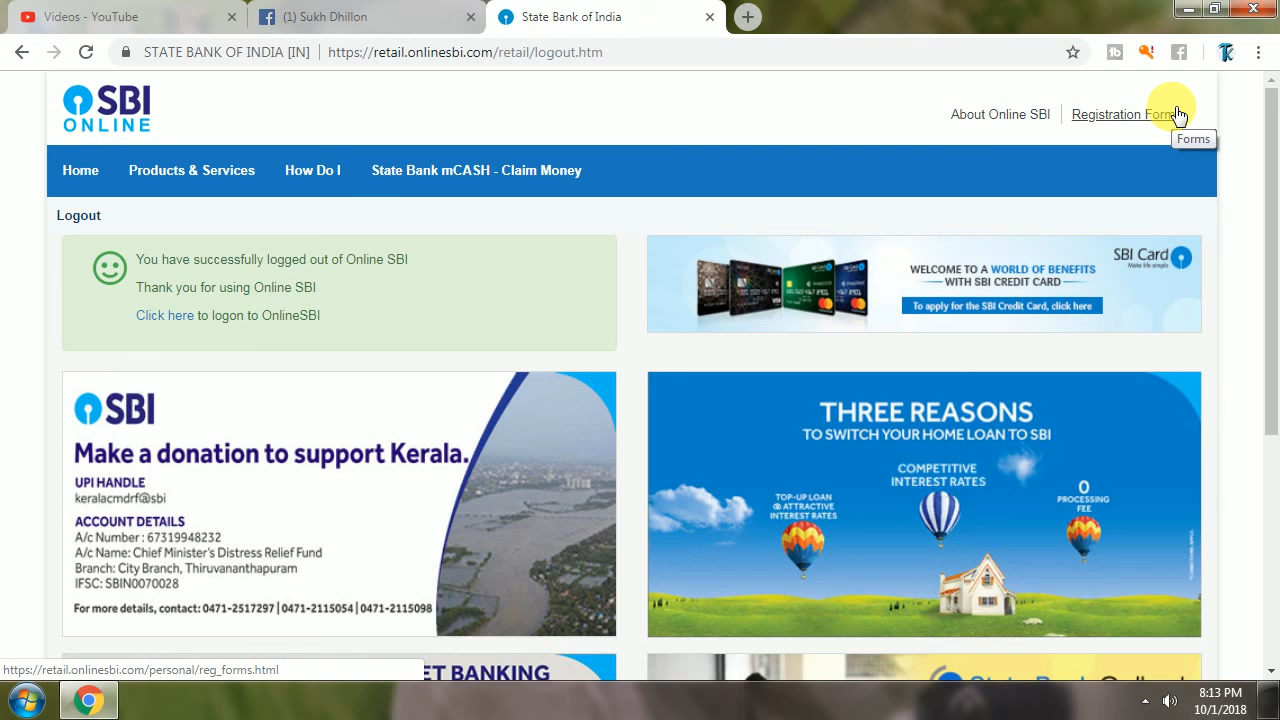 Videos - YouTube
(1) Sukh Dhillon
State Bank of India
STATE BANK OF INDIA [IN]
https://retail.onlinesbi.com/retail/logout.htm
SBI
ONLINE
About Online SBI
Registration Forms
Forms
Home
Products & Services
How Do I
State Bank mCASH - Claim Money
Logout
You have successfully logged out of Online SBI
Thank you for using Online SBI
Click here to logon to OnlineSBI
SBI Card
Make life simple
WELCOME TO A WORLD OF BENEFITS
WITH SBI CREDIT CARD
To apply for the SBI Credit Card, click here
SBI
Make a donation to support Kerala.
UPI HANDLE
keralacmdrf@sbi
ACCOUNT DETAILS
A/c Number : 67319948232
A/c Name: Chief Minister's Distress Relief Fund
Branch: City Branch, Thiruvananthapuram
IFSC: SBIN0070028
For more details, contact: 0471-2517297 | 0471-2115054 | 0471-2115098
THREE REASONS
TO SWITCH YOUR HOME LOAN TO SBI
COMPETITIVE
INTEREST RATES
TOP-UP LOAN
@ ATTRACTIVE
INTEREST RATES
0
PROCESSING
FEE
ET BANKING
https://retail.onlinesbi.com/personal/reg_forms.html
8:13 PM
10/1/2018